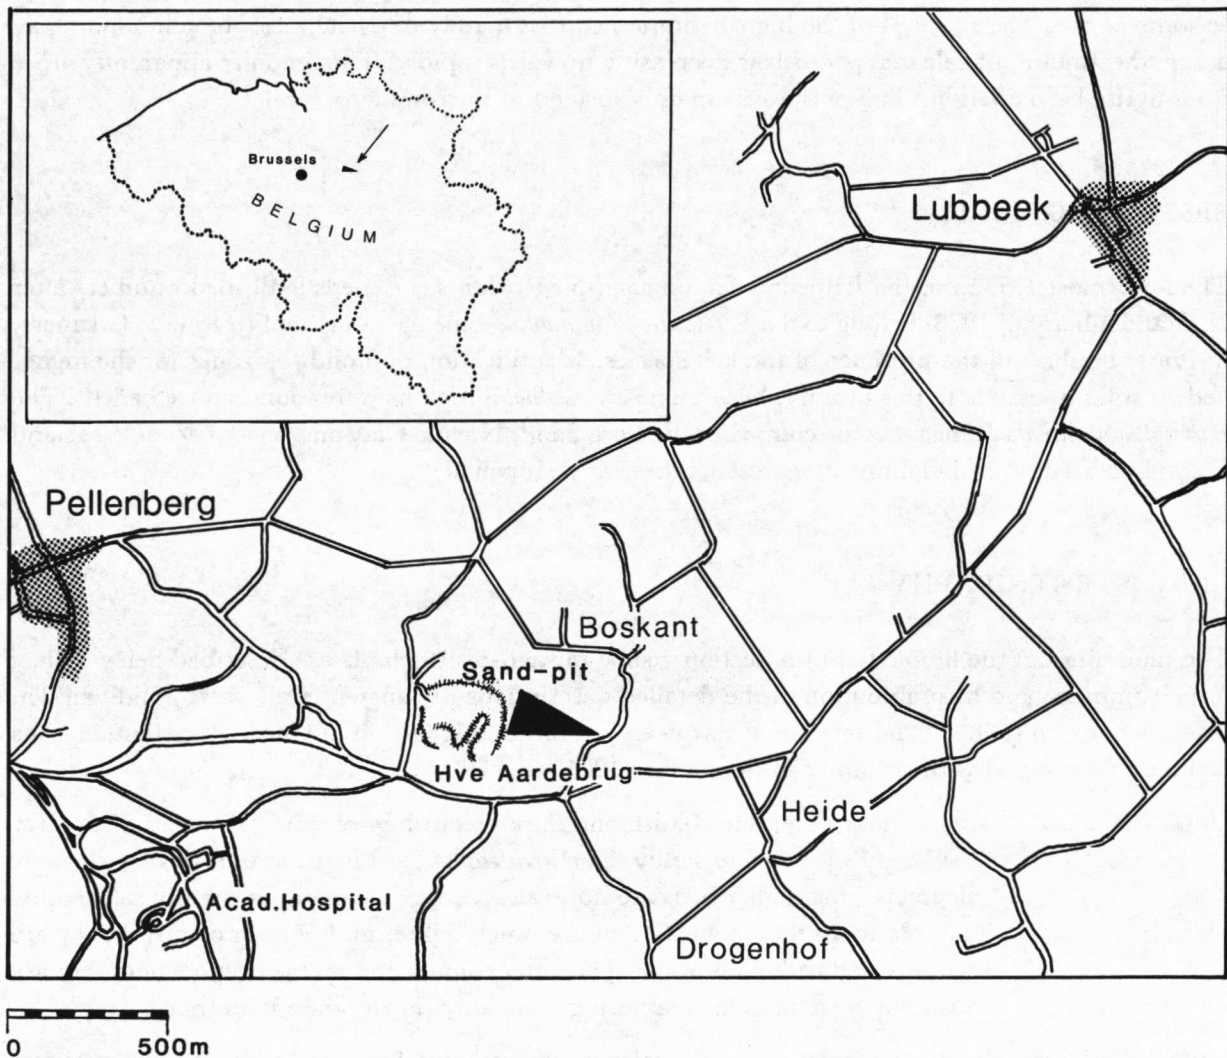 Brussels
BELGIUM
Lubbeek
Pellenberg
Boskant
Sand-pit
Hve Aardebrug
Heide
Acad.Hospital
Drogenhof
0 500m